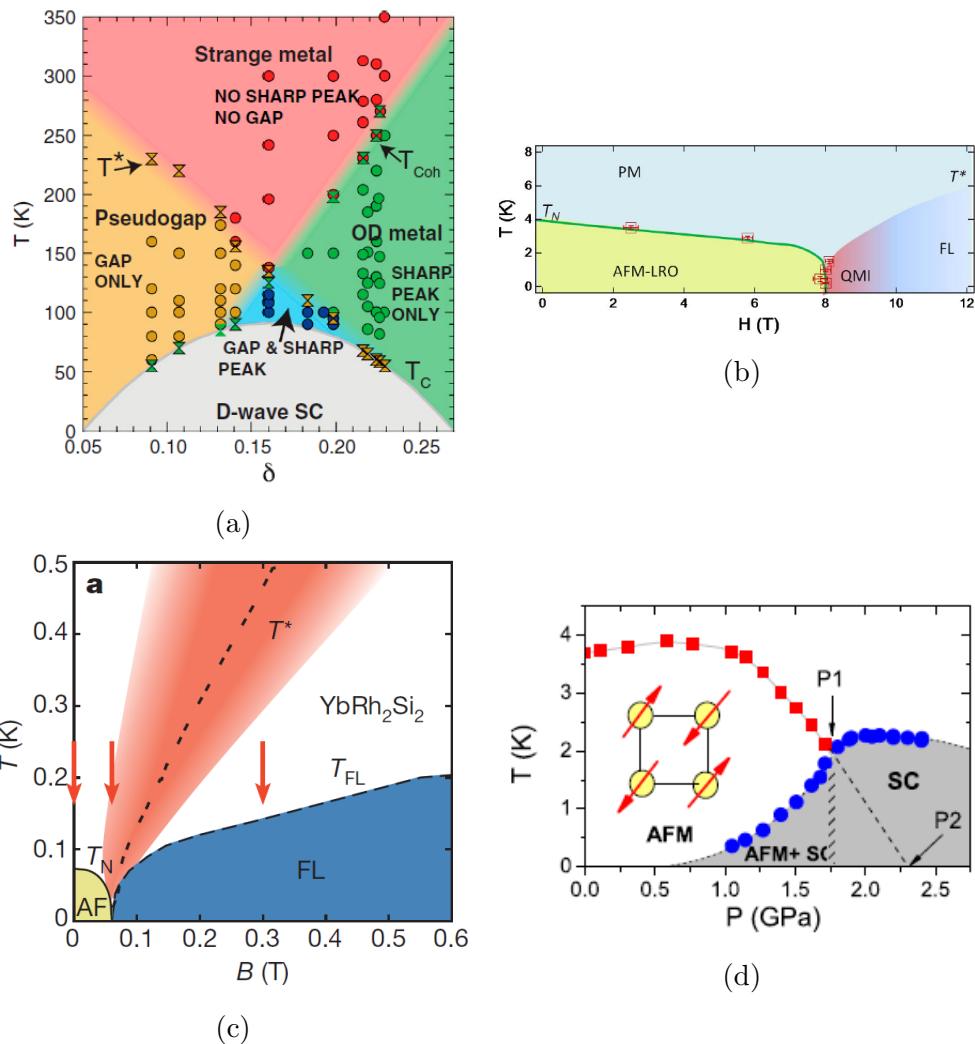 350
300
250
200
150
100
50
0
T (K)
Strange metal
NO SHARP PEAK
NO GAP
T*
T_Coh
Pseudogap
GAP
ONLY
OD metal
SHARP
PEAK
ONLY
GAP & SHARP
PEAK
T_C
D-wave SC
0.05
0.10
0.15
0.20
0.25
δ
(a)
8
6
4
2
0
T (K)
PM
T*
T_N
AFM-LRO
QMI
FL
0
2
4
6
8
10
12
H (T)
(b)
a
0.5
0.4
0.3
0.2
0.1
0
T (K)
T*
YbRh₂Si₂
T_FL
T_N
AF
FL
0
0.1
0.2
0.3
0.4
0.5
0.6
B (T)
(c)
4
3
2
1
0
T (K)
P1
SC
P2
AFM
AFM+ SC
0.0
0.5
1.0
1.5
2.0
2.5
P (GPa)
(d)